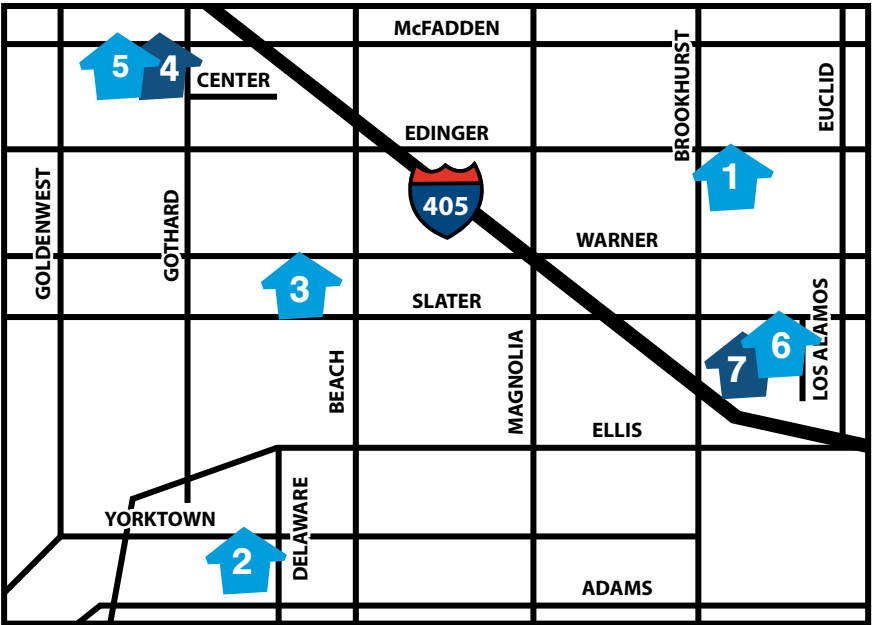 McFADDEN
5
4
CENTER
BROOKHURST
EUCLID
EDINGER
1
GOLDENWEST
GOTHARD
405
WARNER
3
SLATER
LOS ALAMOS
6
7
BEACH
MAGNOLIA
ELLIS
YORKTOWN
DELAWARE
2
ADAMS